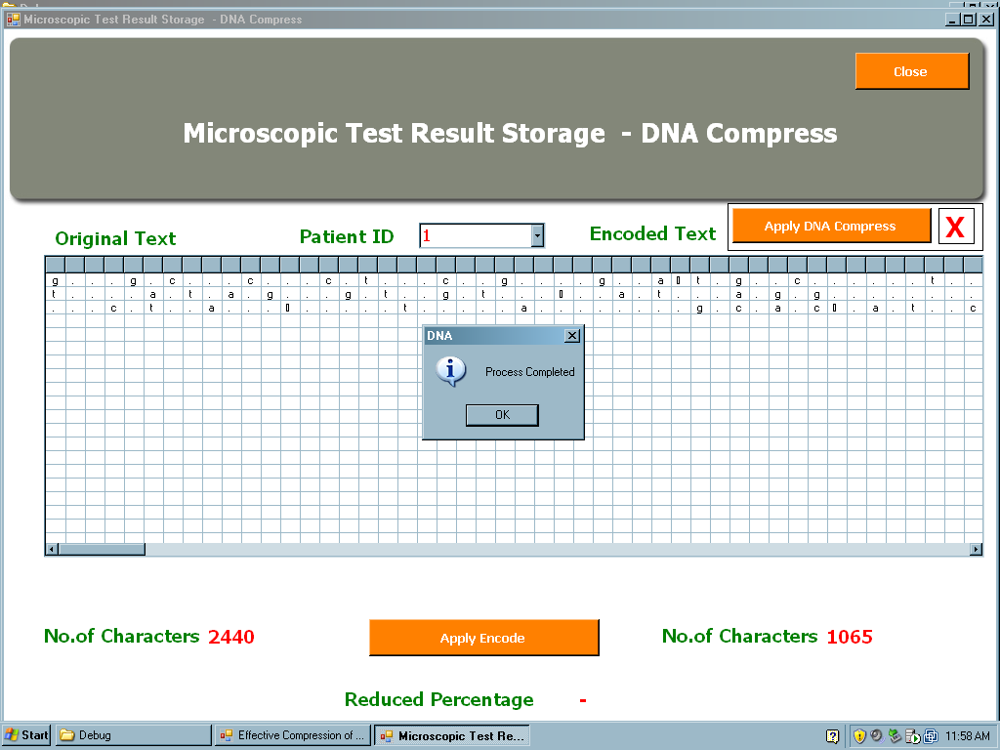 Microscopic Test Result Storage - DNA Compress
Close
Microscopic Test Result Storage - DNA Compress
Original Text
Patient ID
1
Encoded Text
Apply DNA Compress
X
g . . . g . c . . . c . . . c . t . . . c . . g . . . . g . . a t . g . . c . . . . . . t . .
t . . . . a . t . a . g . . . g . t . . g . t . . . . . a . t . . . a . g . g . . . . . . . .
. . . c . t . . a . . . . . . . . . t . . . . . a . . . . . . . . g . c . a . c . a . t . . c
DNA
Process Completed
OK
No.of Characters 2440
Apply Encode
No.of Characters 1065
Reduced Percentage -
Start
Debug
Effective Compression of ...
Microscopic Test Re...
11:58 AM